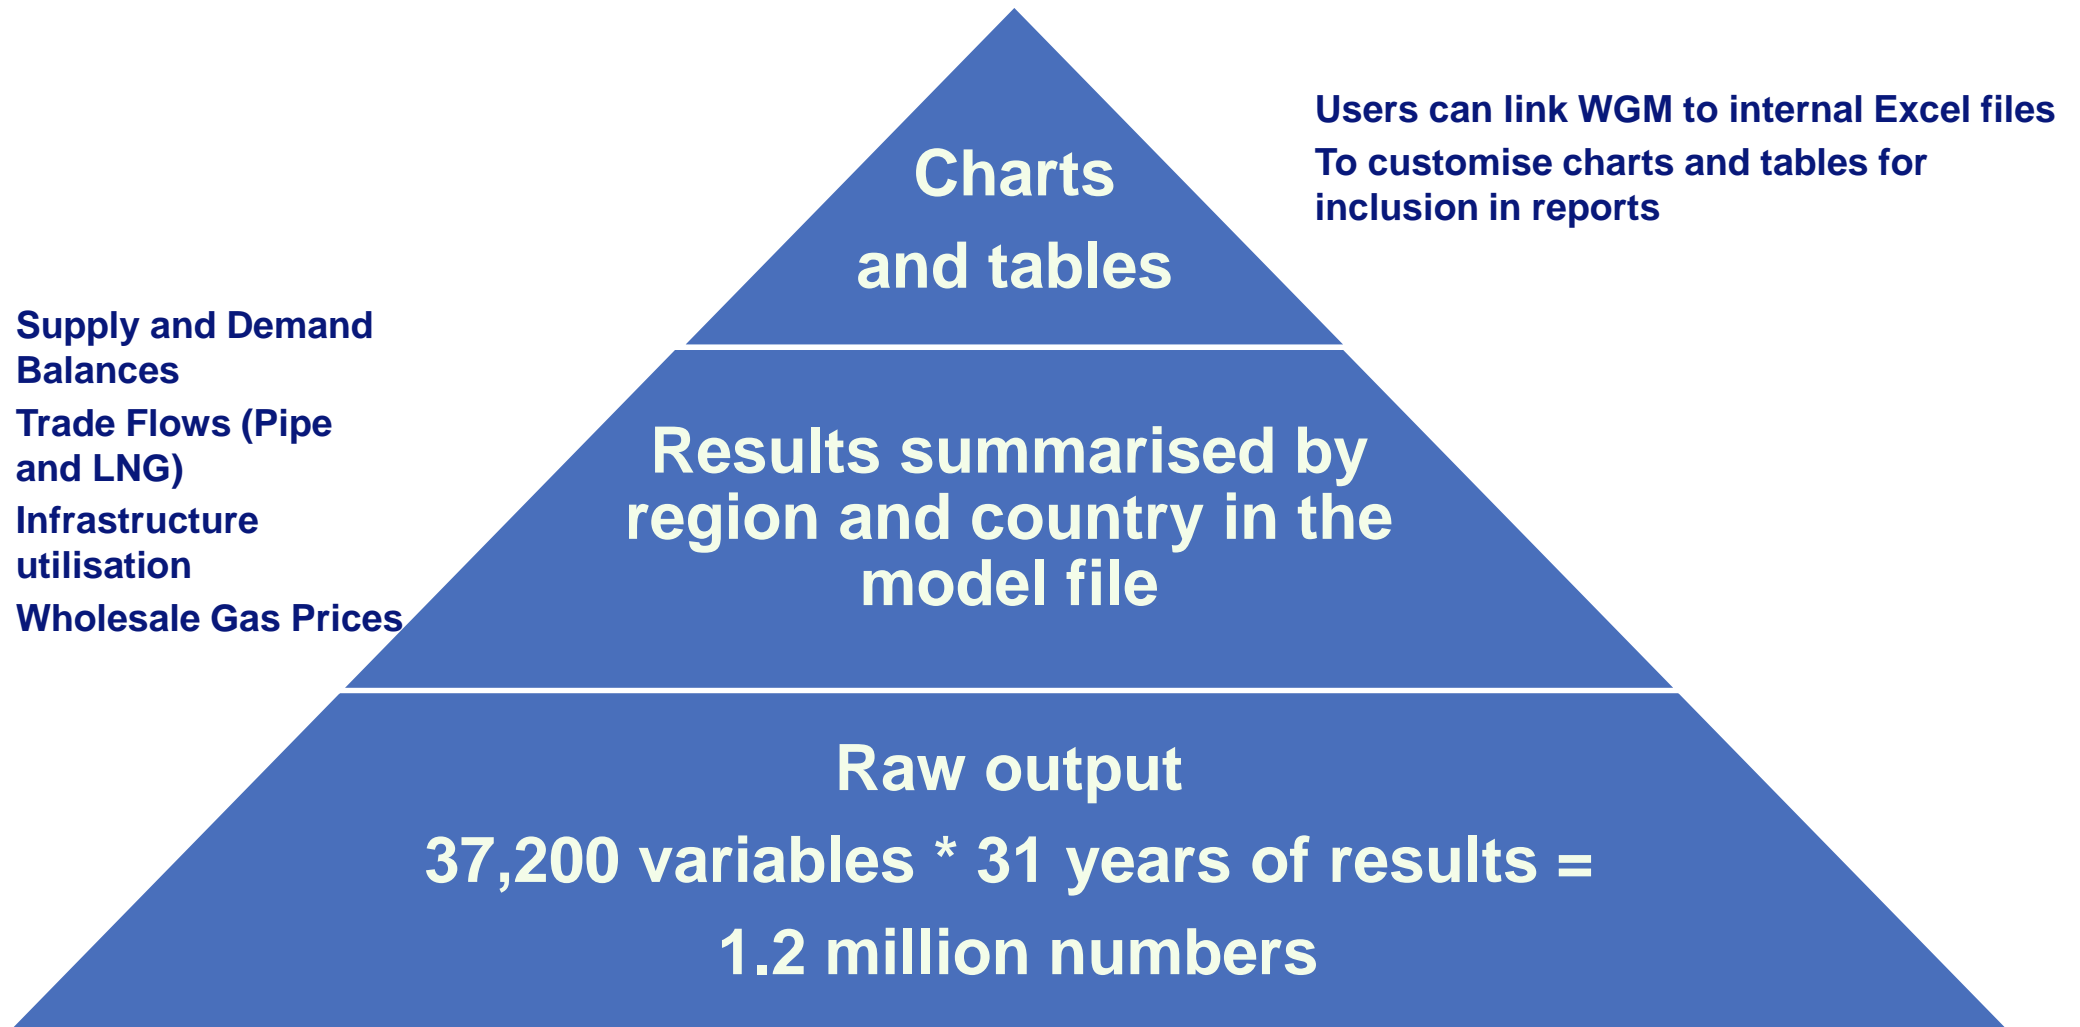 Charts
and tables
Users can link WGM to internal Excel files
To customise charts and tables for
inclusion in reports
Supply and Demand
Balances
Trade Flows (Pipe
and LNG)
Infrastructure
utilisation
Wholesale Gas Prices
Results summarised by
region and country in the
model file
Raw output
37,200 variables * 31 years of results =
1.2 million numbers